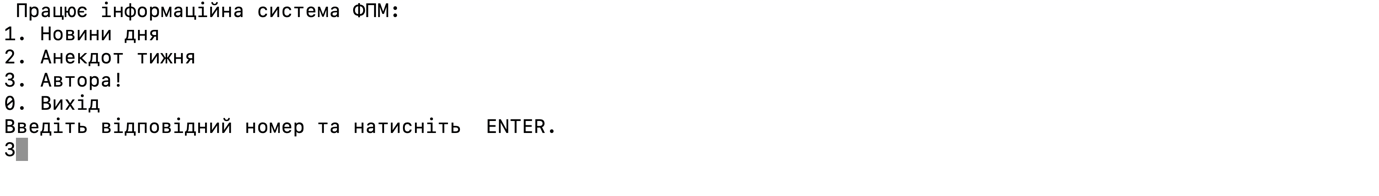 Працює інформаційна система ФПМ:
1. Новини дня
2. Анекдот тижня
3. Автора!
0. Вихід
Введіть відповідний номер та натисніть  ENTER.
3